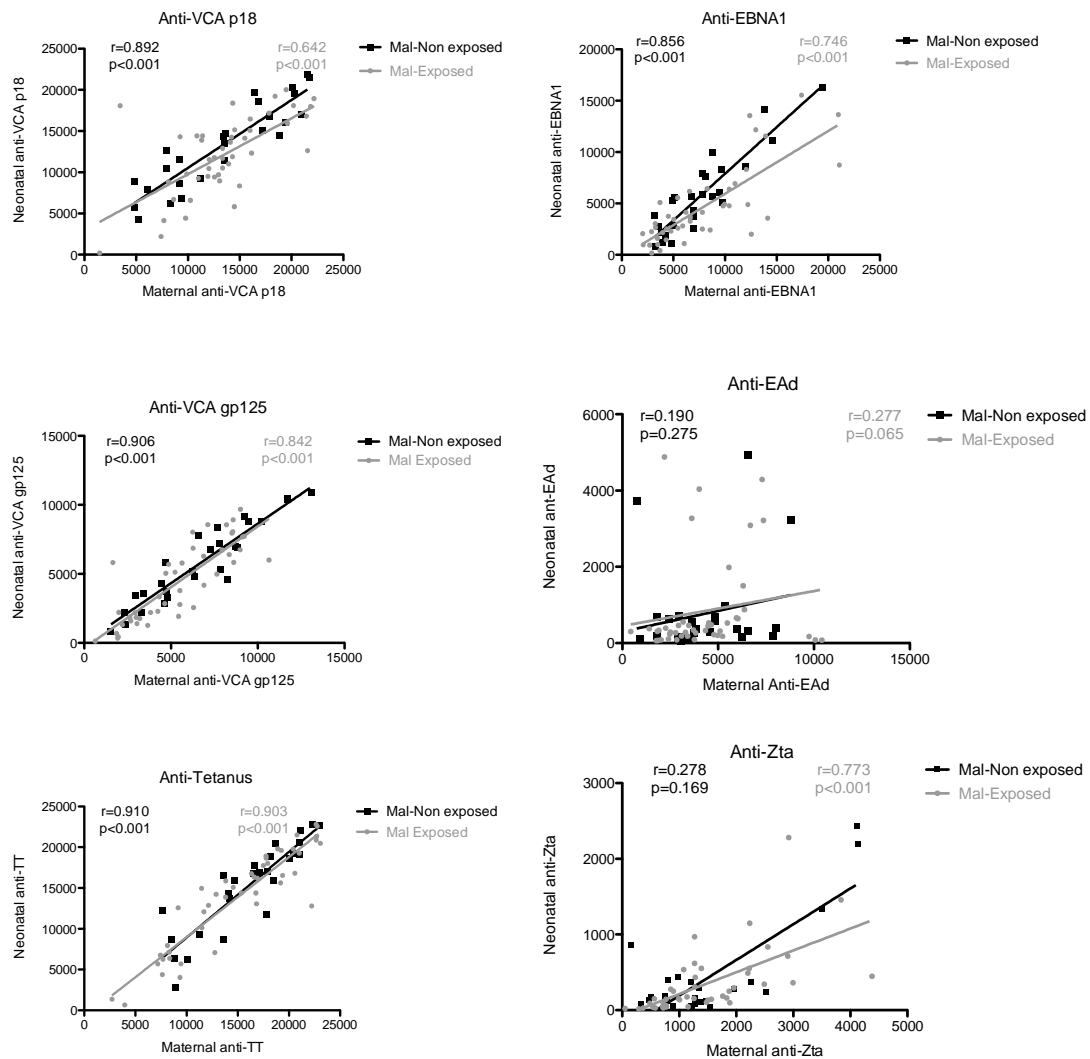 Anti-VCA p18
r=0.892
p<0.001
r=0.642
p<0.001
Mal-Non exposed
Mal-Exposed
25000
20000
15000
10000
5000
0
0 5000 10000 15000 20000 25000
Neonatal anti-VCA p18
Maternal anti-VCA p18
Anti-EBNA1
r=0.856
p<0.001
r=0.746
p<0.001
Mal-Non exposed
Mal-Exposed
20000
15000
10000
5000
0
0 5000 10000 15000 20000 25000
Neonatal anti-EBNA1
Maternal anti-EBNA1
Anti-VCA gp125
r=0.906
p<0.001
r=0.842
p<0.001
Mal-Non exposed
Mal Exposed
15000
10000
5000
0
0 5000 10000 15000
Neonatal anti-VCA gp125
Maternal anti-VCA gp125
Anti-EAd
r=0.190
p=0.275
r=0.277
p=0.065
Mal-Non exposed
Mal-Exposed
6000
4000
2000
0
0 5000 10000 15000
Neonatal ant-EAd
Maternal Anti-EAd
Anti-Tetanus
r=0.910
p<0.001
r=0.903
p<0.001
Mal-Non exposed
Mal Exposed
25000
20000
15000
10000
5000
0
0 5000 10000 15000 20000 25000
Neonatal anti-TT
Maternal anti-TT
Anti-Zta
r=0.278
p=0.169
r=0.773
p<0.001
Mal-Non exposed
Mal-Exposed
3000
2000
1000
0
0 1000 2000 3000 4000 5000
Neonatal anti-Zta
Maternal anti-Zta